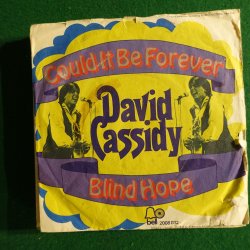 Could It Be Forever
David
Cassidy
Blind Hope
bell